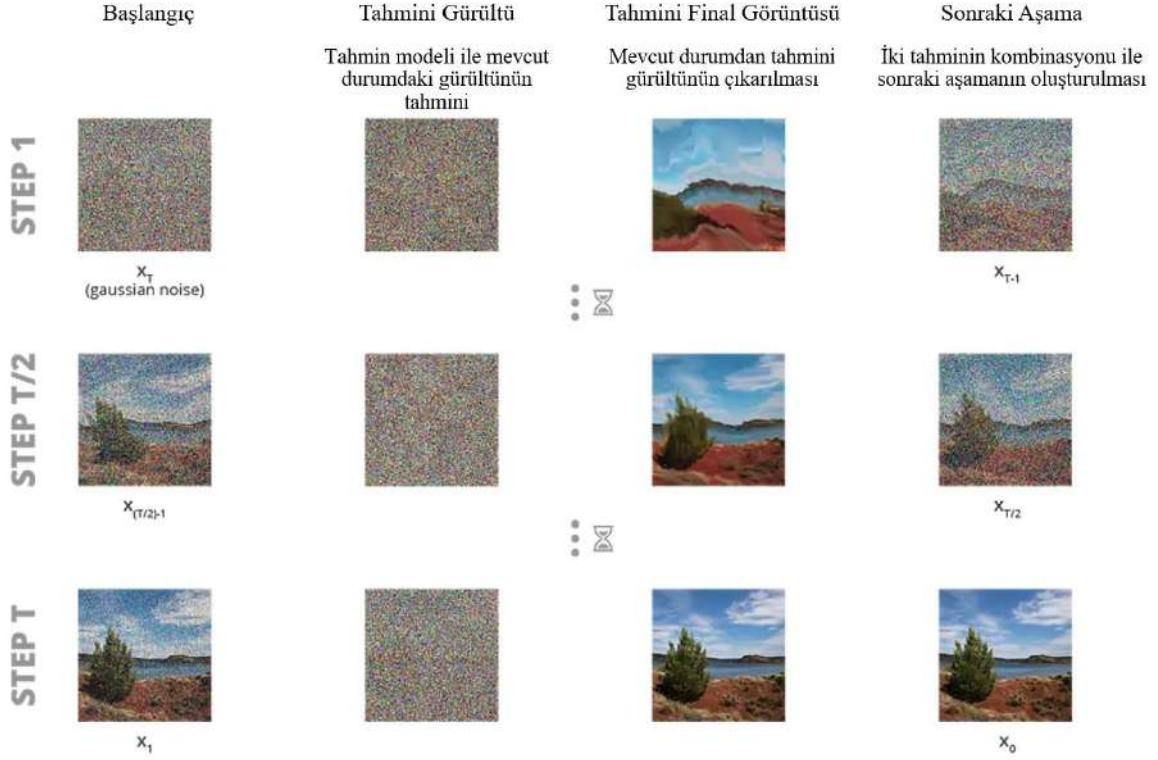 Başlangıç
Tahmini Gürültü
Tahmini Final Görüntüsü
Sonraki Aşama
Tahmin modeli ile mevcut
durumdaki gürültünün
tahmini
Mevcut durumdan tahmini
gürültünün çıkarılması
İki tahminin kombinasyonu ile
sonraki aşamanın oluşturulması
STEP 1
X_T
(gaussian noise)
X_T-1
STEP T/2
X_(T/2)-1
X_T/2
STEP T
X_1
X_0